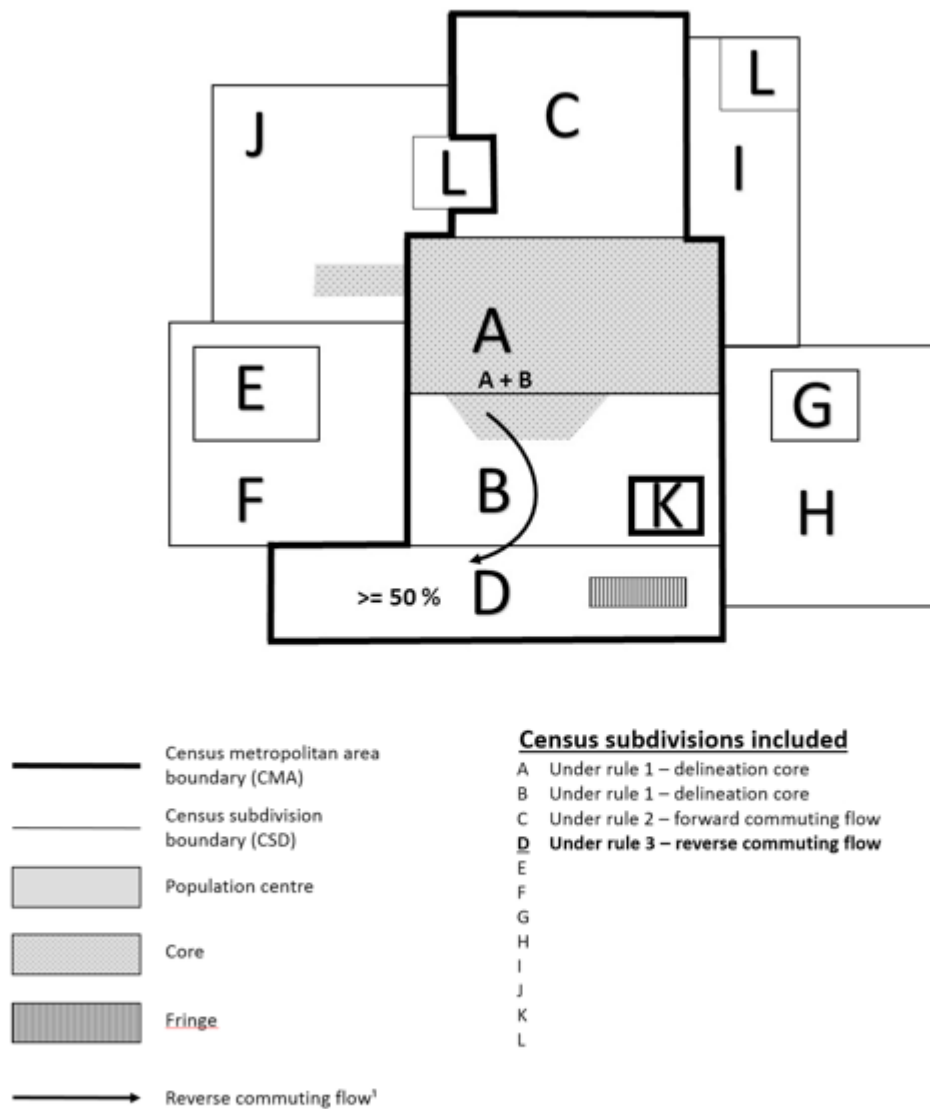 C
L
J
I
L
A
A + B
E
G
B
K
F
H
>= 50 %
D
Census metropolitan area
boundary (CMA)
Census subdivision
boundary (CSD)
Population centre
Core
Fringe
Reverse commuting flow¹
Census subdivisions included
A Under rule 1 – delineation core
B Under rule 1 – delineation core
C Under rule 2 – forward commuting flow
D Under rule 3 – reverse commuting flow
E
F
G
H
I
J
K
L